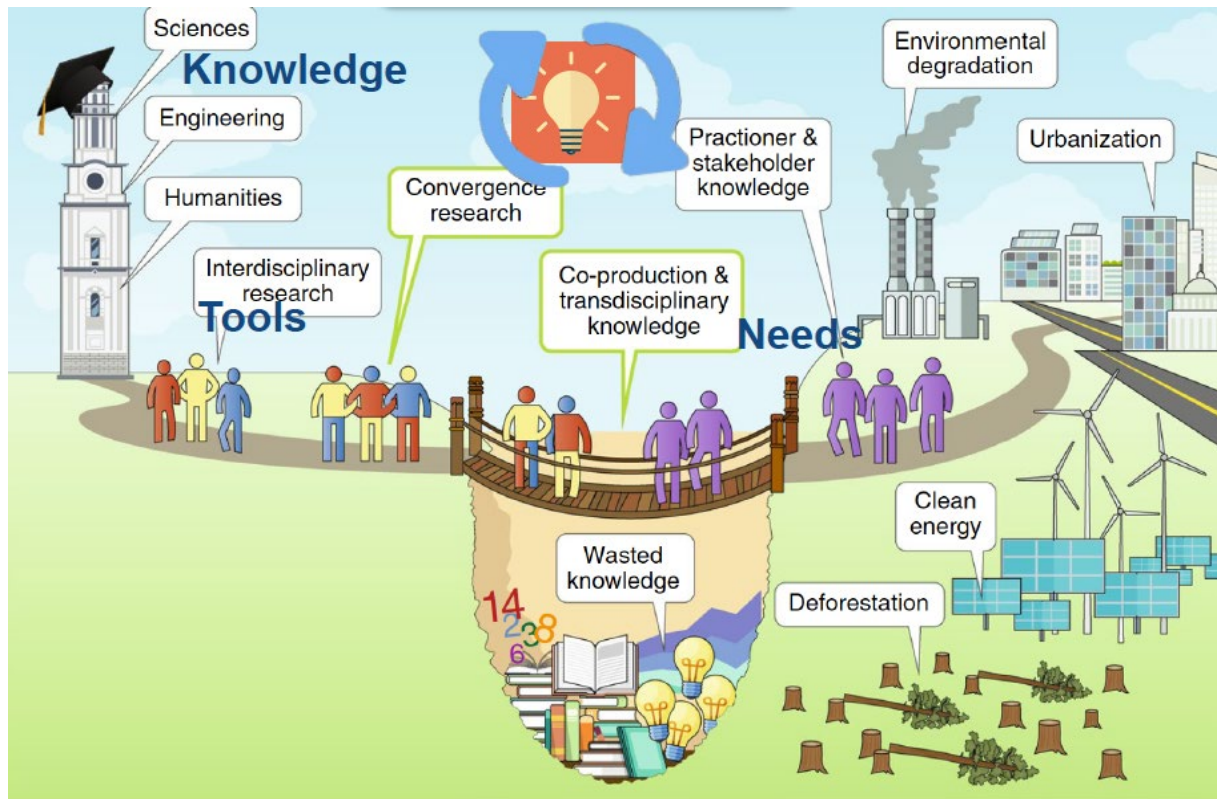 Sciences
Knowledge
Engineering
Humanities
Interdisciplinary
research
Tools
Convergence
research
Co-production &
transdisciplinary
knowledge
Needs
Practioner &
stakeholder
knowledge
Environmental
degradation
Urbanization
Clean
energy
Deforestation
Wasted
knowledge
14
2
3
8
6